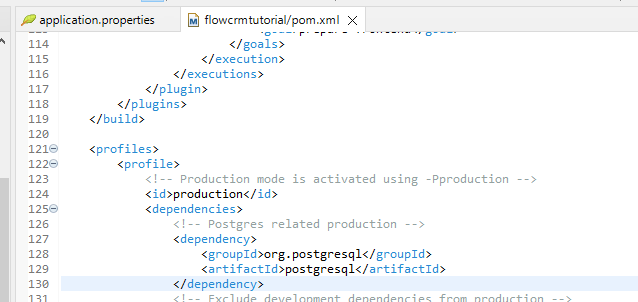 application.properties
flowcrmtutorial/pom.xml
114 </goals>
115 </execution>
116 </executions>
117 </plugin>
118 </plugins>
119 </build>
120
121 <profiles>
122 <profile>
123 <!-- Production mode is activated using -Pproduction -->
124 <id>production</id>
125 <dependencies>
126 <!-- Postgres related production -->
127 <dependency>
128 <groupId>org.postgresql</groupId>
129 <artifactId>postgresql</artifactId>
130 </dependency>
131 <!-- Exclude development dependencies from production -->